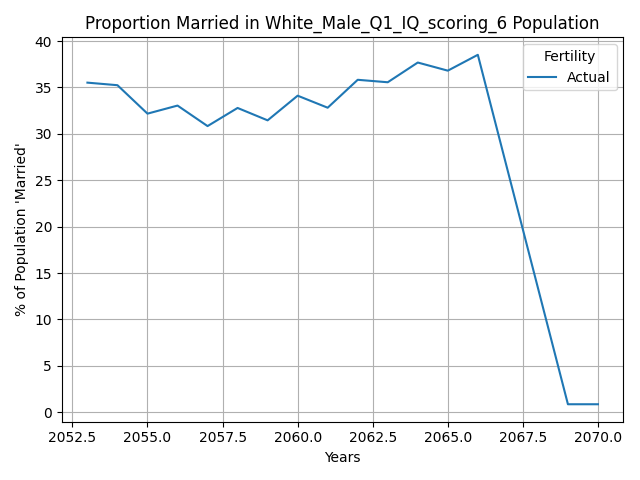 Proportion Married in White_Male_Q1_IQ_scoring_6 Population
Fertility
Actual
40
35
30
25
20
15
10
5
0
% of Population 'Married'
2052.5 2055.0 2057.5 2060.0 2062.5 2065.0 2067.5 2070.0
Years